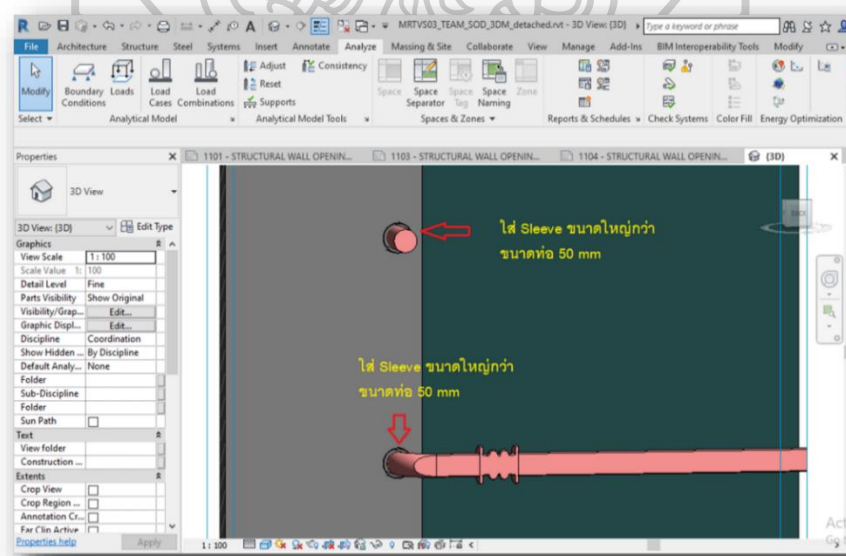 MRTVS03_TEAM_SOD_3DM_detached.rvt - 3D View: {3D}
Type a keyword or phrase
File Architecture Structure Steel Systems Insert Annotate Analyze Massing & Site Collaborate View Manage Add-Ins BIM Interoperability Tools Modify
Modify
Boundary Conditions
Loads
Load Cases
Load Combinations
Adjust
Consistency
Reset
Supports
Space
Space Separator
Space Tag
Space Naming
Zone
Select
Analytical Model
Analytical Model Tools
Spaces & Zones
Reports & Schedules
Check Systems
Color Fill
Energy Optimization
Properties
1101 - STRUCTURAL WALL OPENIN...
1103 - STRUCTURAL WALL OPENIN...
1104 - STRUCTURAL WALL OPENIN...
{3D}
3D View
3D View: {3D}
Edit Type
Graphics
View Scale 1 : 100
Scale Value 1: 100
Detail Level Fine
Parts Visibility Show Original
Visibility/Grap... Edit...
Graphic Displ... Edit...
Discipline Coordination
Show Hidden ... By Discipline
Default Analy... None
Folder
Sub-Discipline
Folder
Sun Path
Text
View folder
Construction ...
Extents
Crop View
Crop Region ...
Annotation Cr...
Far Clip Active
Properties help
Apply
BACK
ใส่ Sleeve ขนาดใหญ่กว่า
ขนาดท่อ 50 mm
ใส่ Sleeve ขนาดใหญ่กว่า
ขนาดท่อ 50 mm
1 : 100
Act